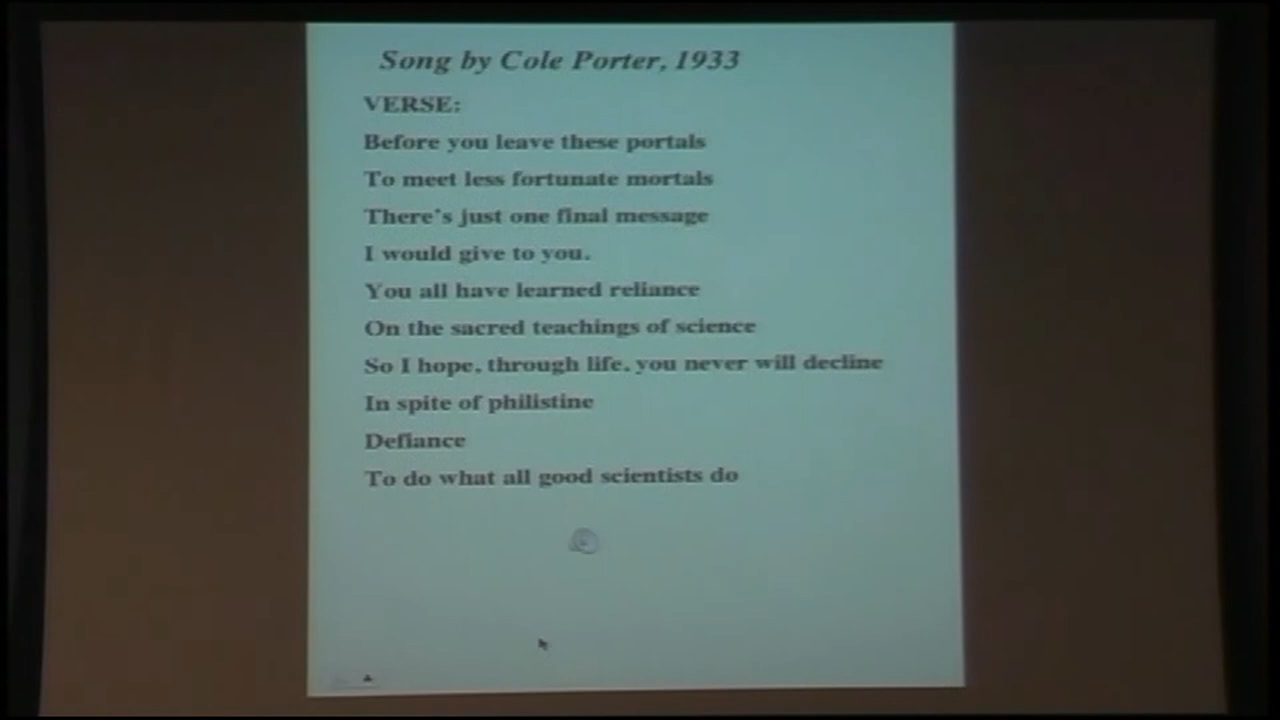 Song by Cole Porter, 1933
VERSE:
Before you leave these portals
To meet less fortunate mortals
There's just one final message
I would give to you.
You all have learned reliance
On the sacred teachings of science
So I hope, through life, you never will decline
In spite of philistine
Defiance
To do what all good scientists do